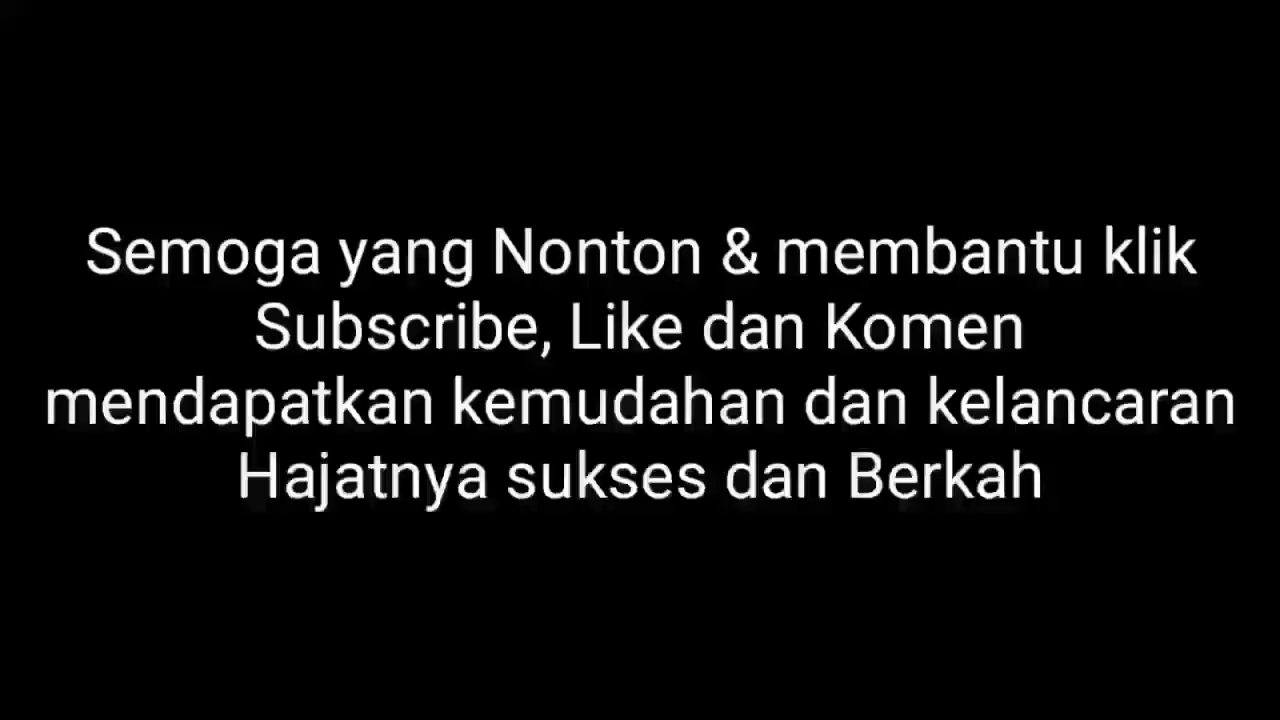 Semoga yang Nonton & membantu klik
Subscribe, Like dan Komen
mendapatkan kemudahan dan kelancaran
Hajatnya sukses dan Berkah